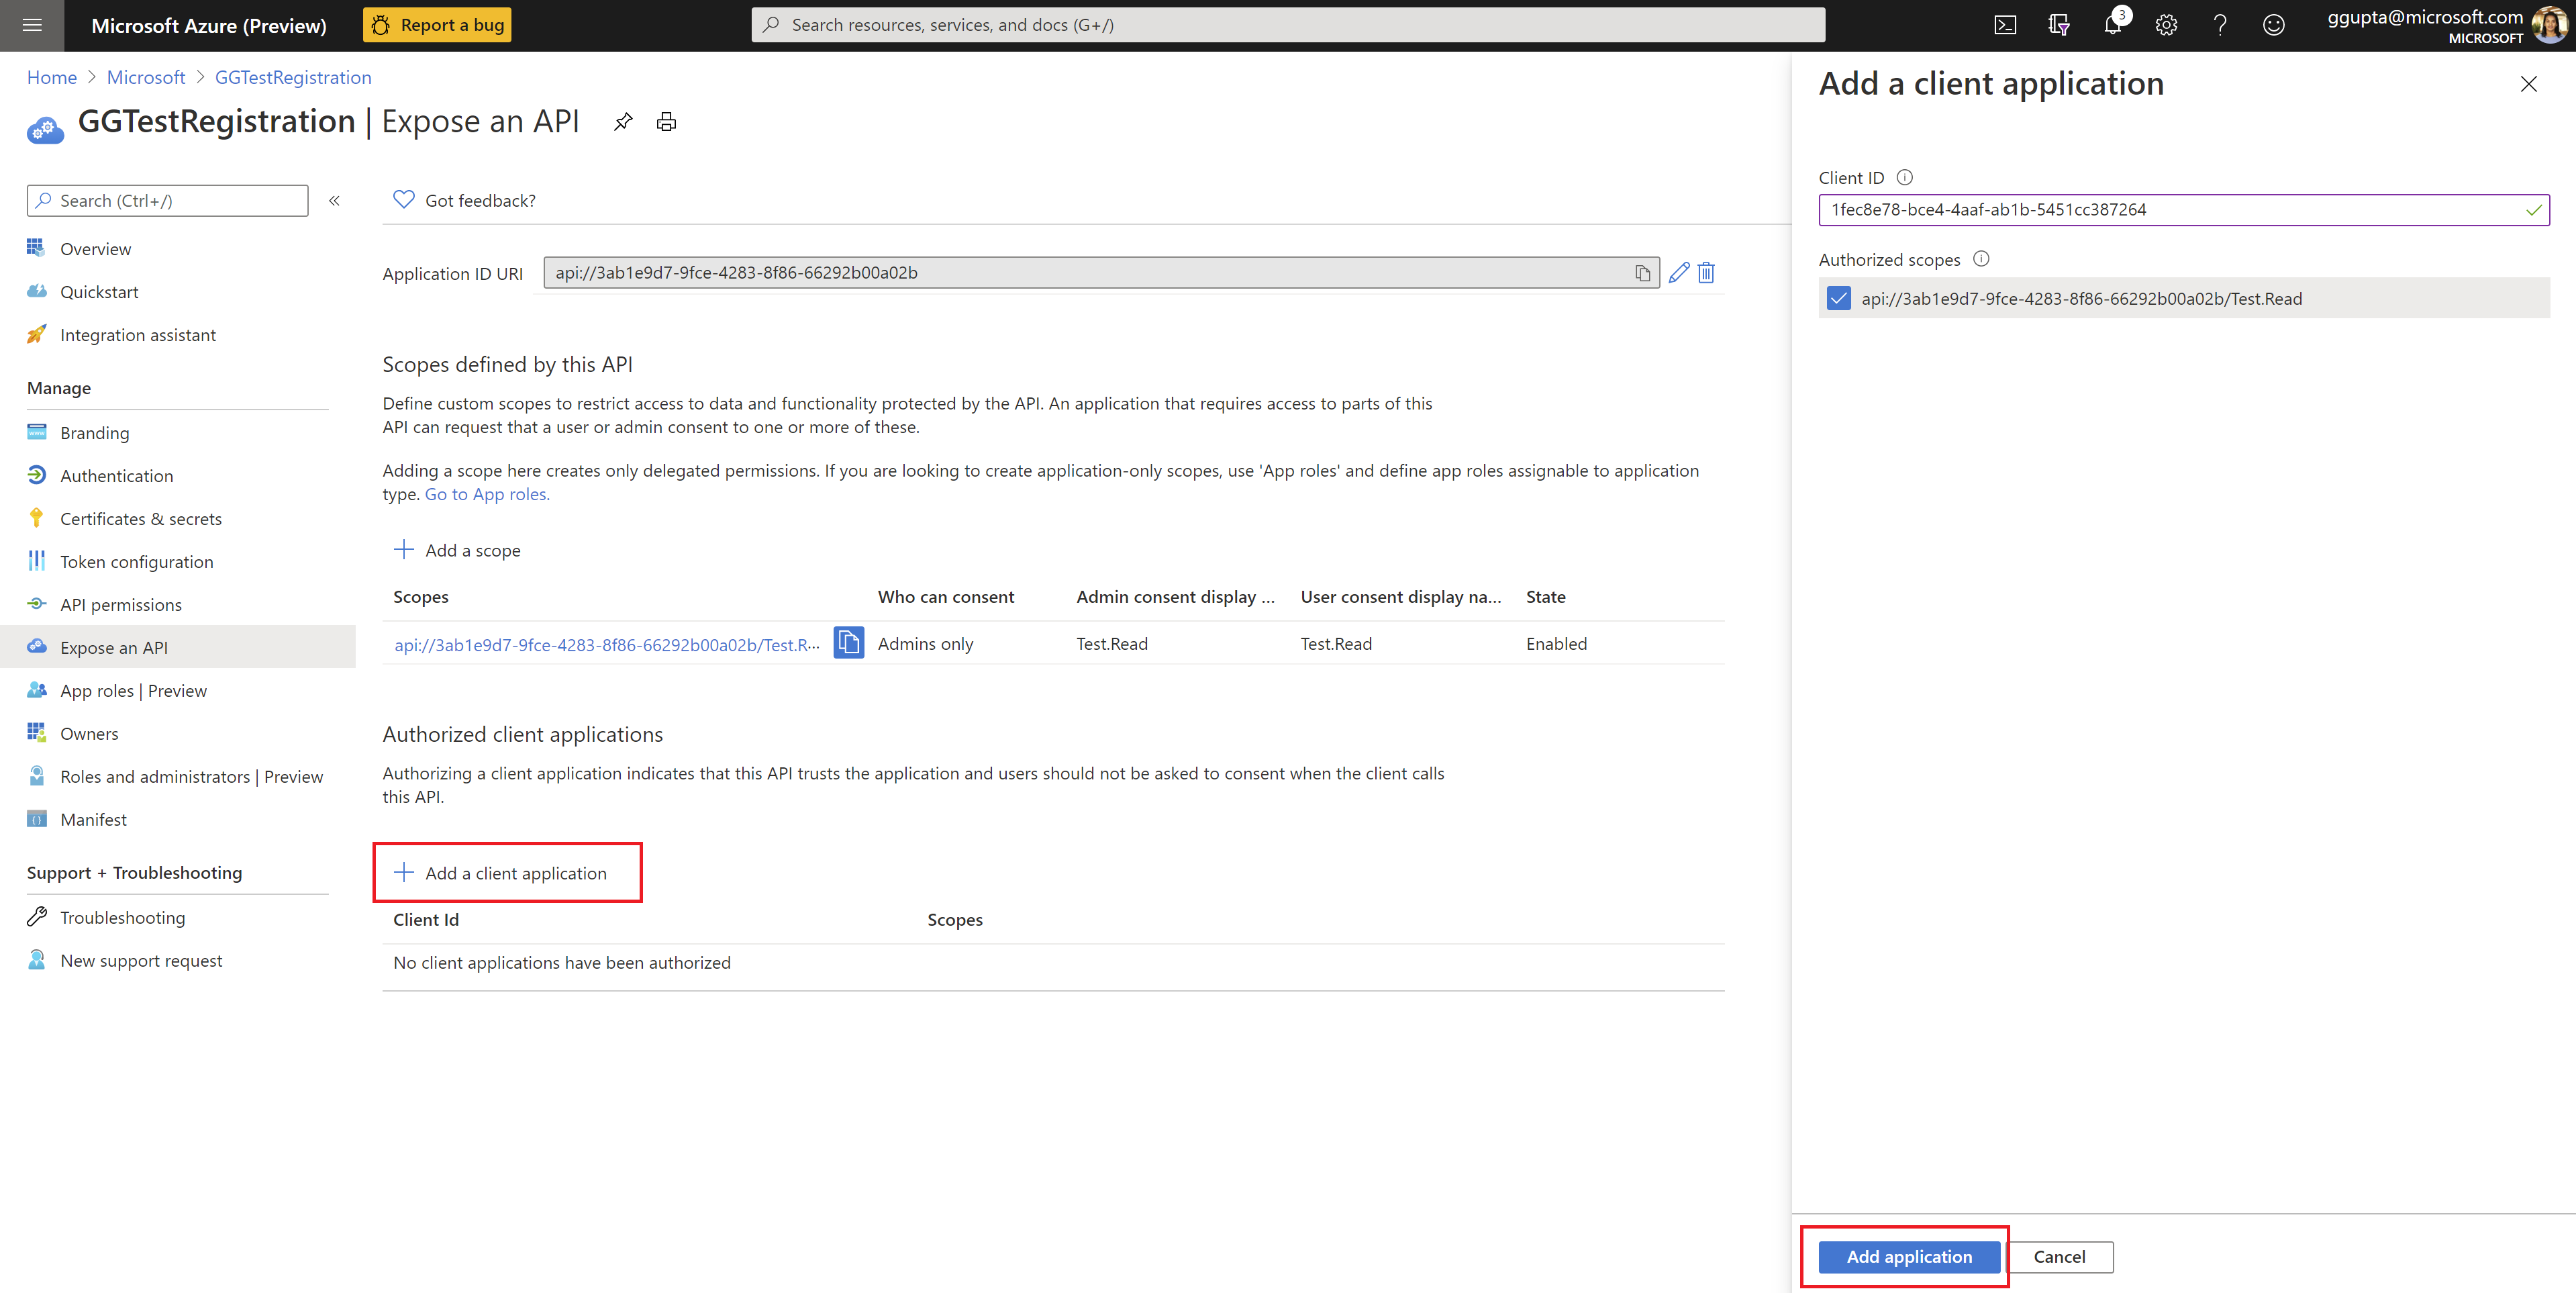 Microsoft Azure (Preview)
Report a bug
Search resources, services, and docs (G+/)
3
ggupta@microsoft.com
MICROSOFT
Home > Microsoft > GGTestRegistration
GGTestRegistration | Expose an API
Search (Ctrl+/)
«
Overview
Quickstart
Integration assistant
Manage
Branding
Authentication
Certificates & secrets
Token configuration
API permissions
Expose an API
App roles | Preview
Owners
Roles and administrators | Preview
Manifest
Support + Troubleshooting
Troubleshooting
New support request
Got feedback?
Application ID URI
api://3ab1e9d7-9fce-4283-8f86-66292b00a02b
Scopes defined by this API
Define custom scopes to restrict access to data and functionality protected by the API. An application that requires access to parts of this
API can request that a user or admin consent to one or more of these.
Adding a scope here creates only delegated permissions. If you are looking to create application-only scopes, use 'App roles' and define app roles assignable to application
type. Go to App roles.
Add a scope
Scopes Who can consent Admin consent display ... User consent display na... State
api://3ab1e9d7-9fce-4283-8f86-66292b00a02b/Test.R... Admins only Test.Read Test.Read Enabled
Authorized client applications
Authorizing a client application indicates that this API trusts the application and users should not be asked to consent when the client calls
this API.
Add a client application
Client Id Scopes
No client applications have been authorized
Add a client application
Client ID
1fec8e78-bce4-4aaf-ab1b-5451cc387264
Authorized scopes
api://3ab1e9d7-9fce-4283-8f86-66292b00a02b/Test.Read
Add application
Cancel